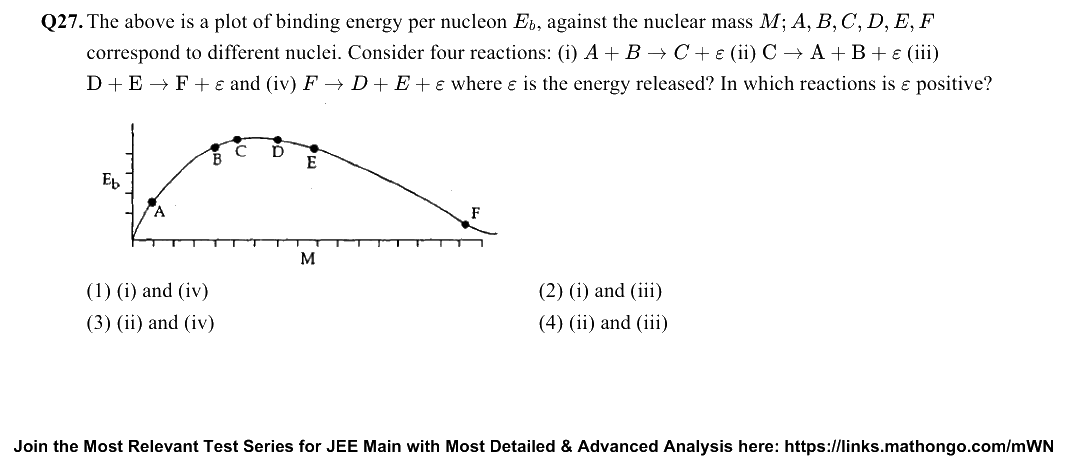 Q27. The above is a plot of binding energy per nucleon E_b, against the nuclear mass M; A, B, C, D, E, F
correspond to different nuclei. Consider four reactions: (i) A + B → C + ε (ii) C → A + B + ε (iii)
D + E → F + ε and (iv) F → D + E + ε where ε is the energy released? In which reactions is ε positive?
B C D E
E_b
A F
M
(1) (i) and (iv) (2) (i) and (iii)
(3) (ii) and (iv) (4) (ii) and (iii)
Join the Most Relevant Test Series for JEE Main with Most Detailed & Advanced Analysis here: https://links.mathongo.com/mWN